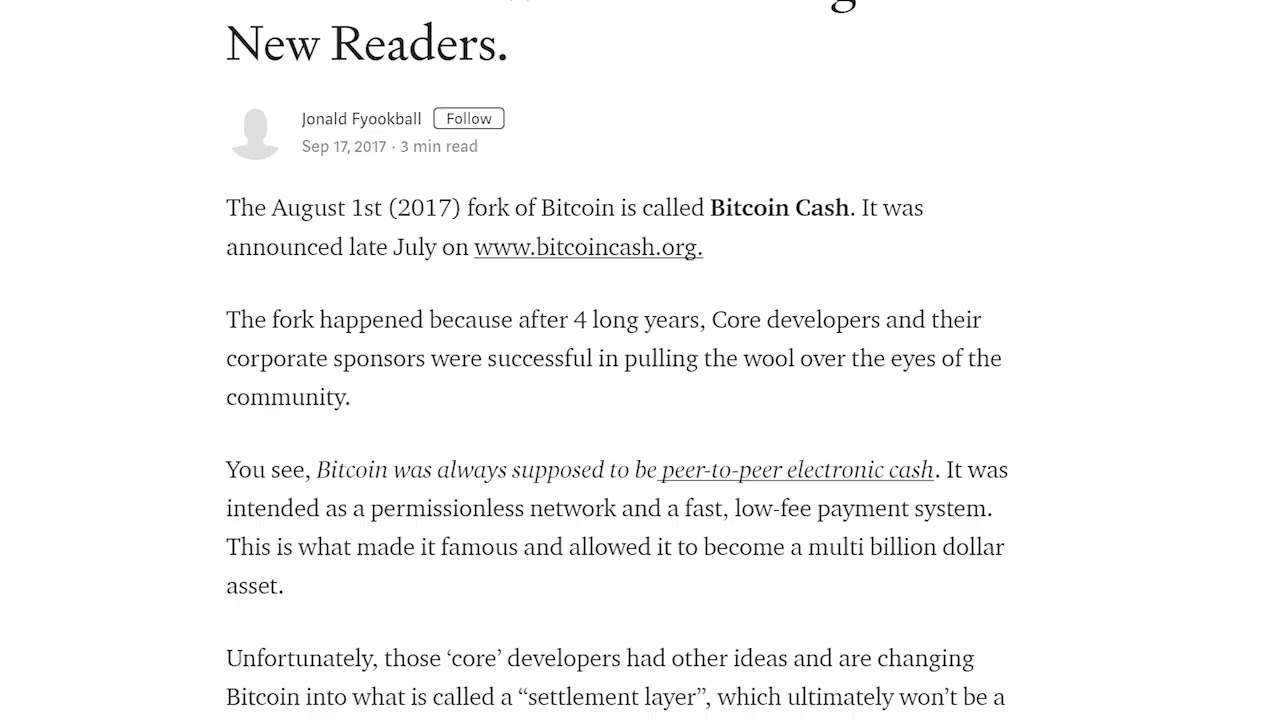 New Readers.
Jonald Fyookball Follow
Sep 17, 2017 · 3 min read
The August 1st (2017) fork of Bitcoin is called Bitcoin Cash. It was
announced late July on www.bitcoincash.org.
The fork happened because after 4 long years, Core developers and their
corporate sponsors were successful in pulling the wool over the eyes of the
community.
You see, Bitcoin was always supposed to be peer-to-peer electronic cash. It was
intended as a permissionless network and a fast, low-fee payment system.
This is what made it famous and allowed it to become a multi billion dollar
asset.
Unfortunately, those ‘core’ developers had other ideas and are changing
Bitcoin into what is called a “settlement layer”, which ultimately won’t be a